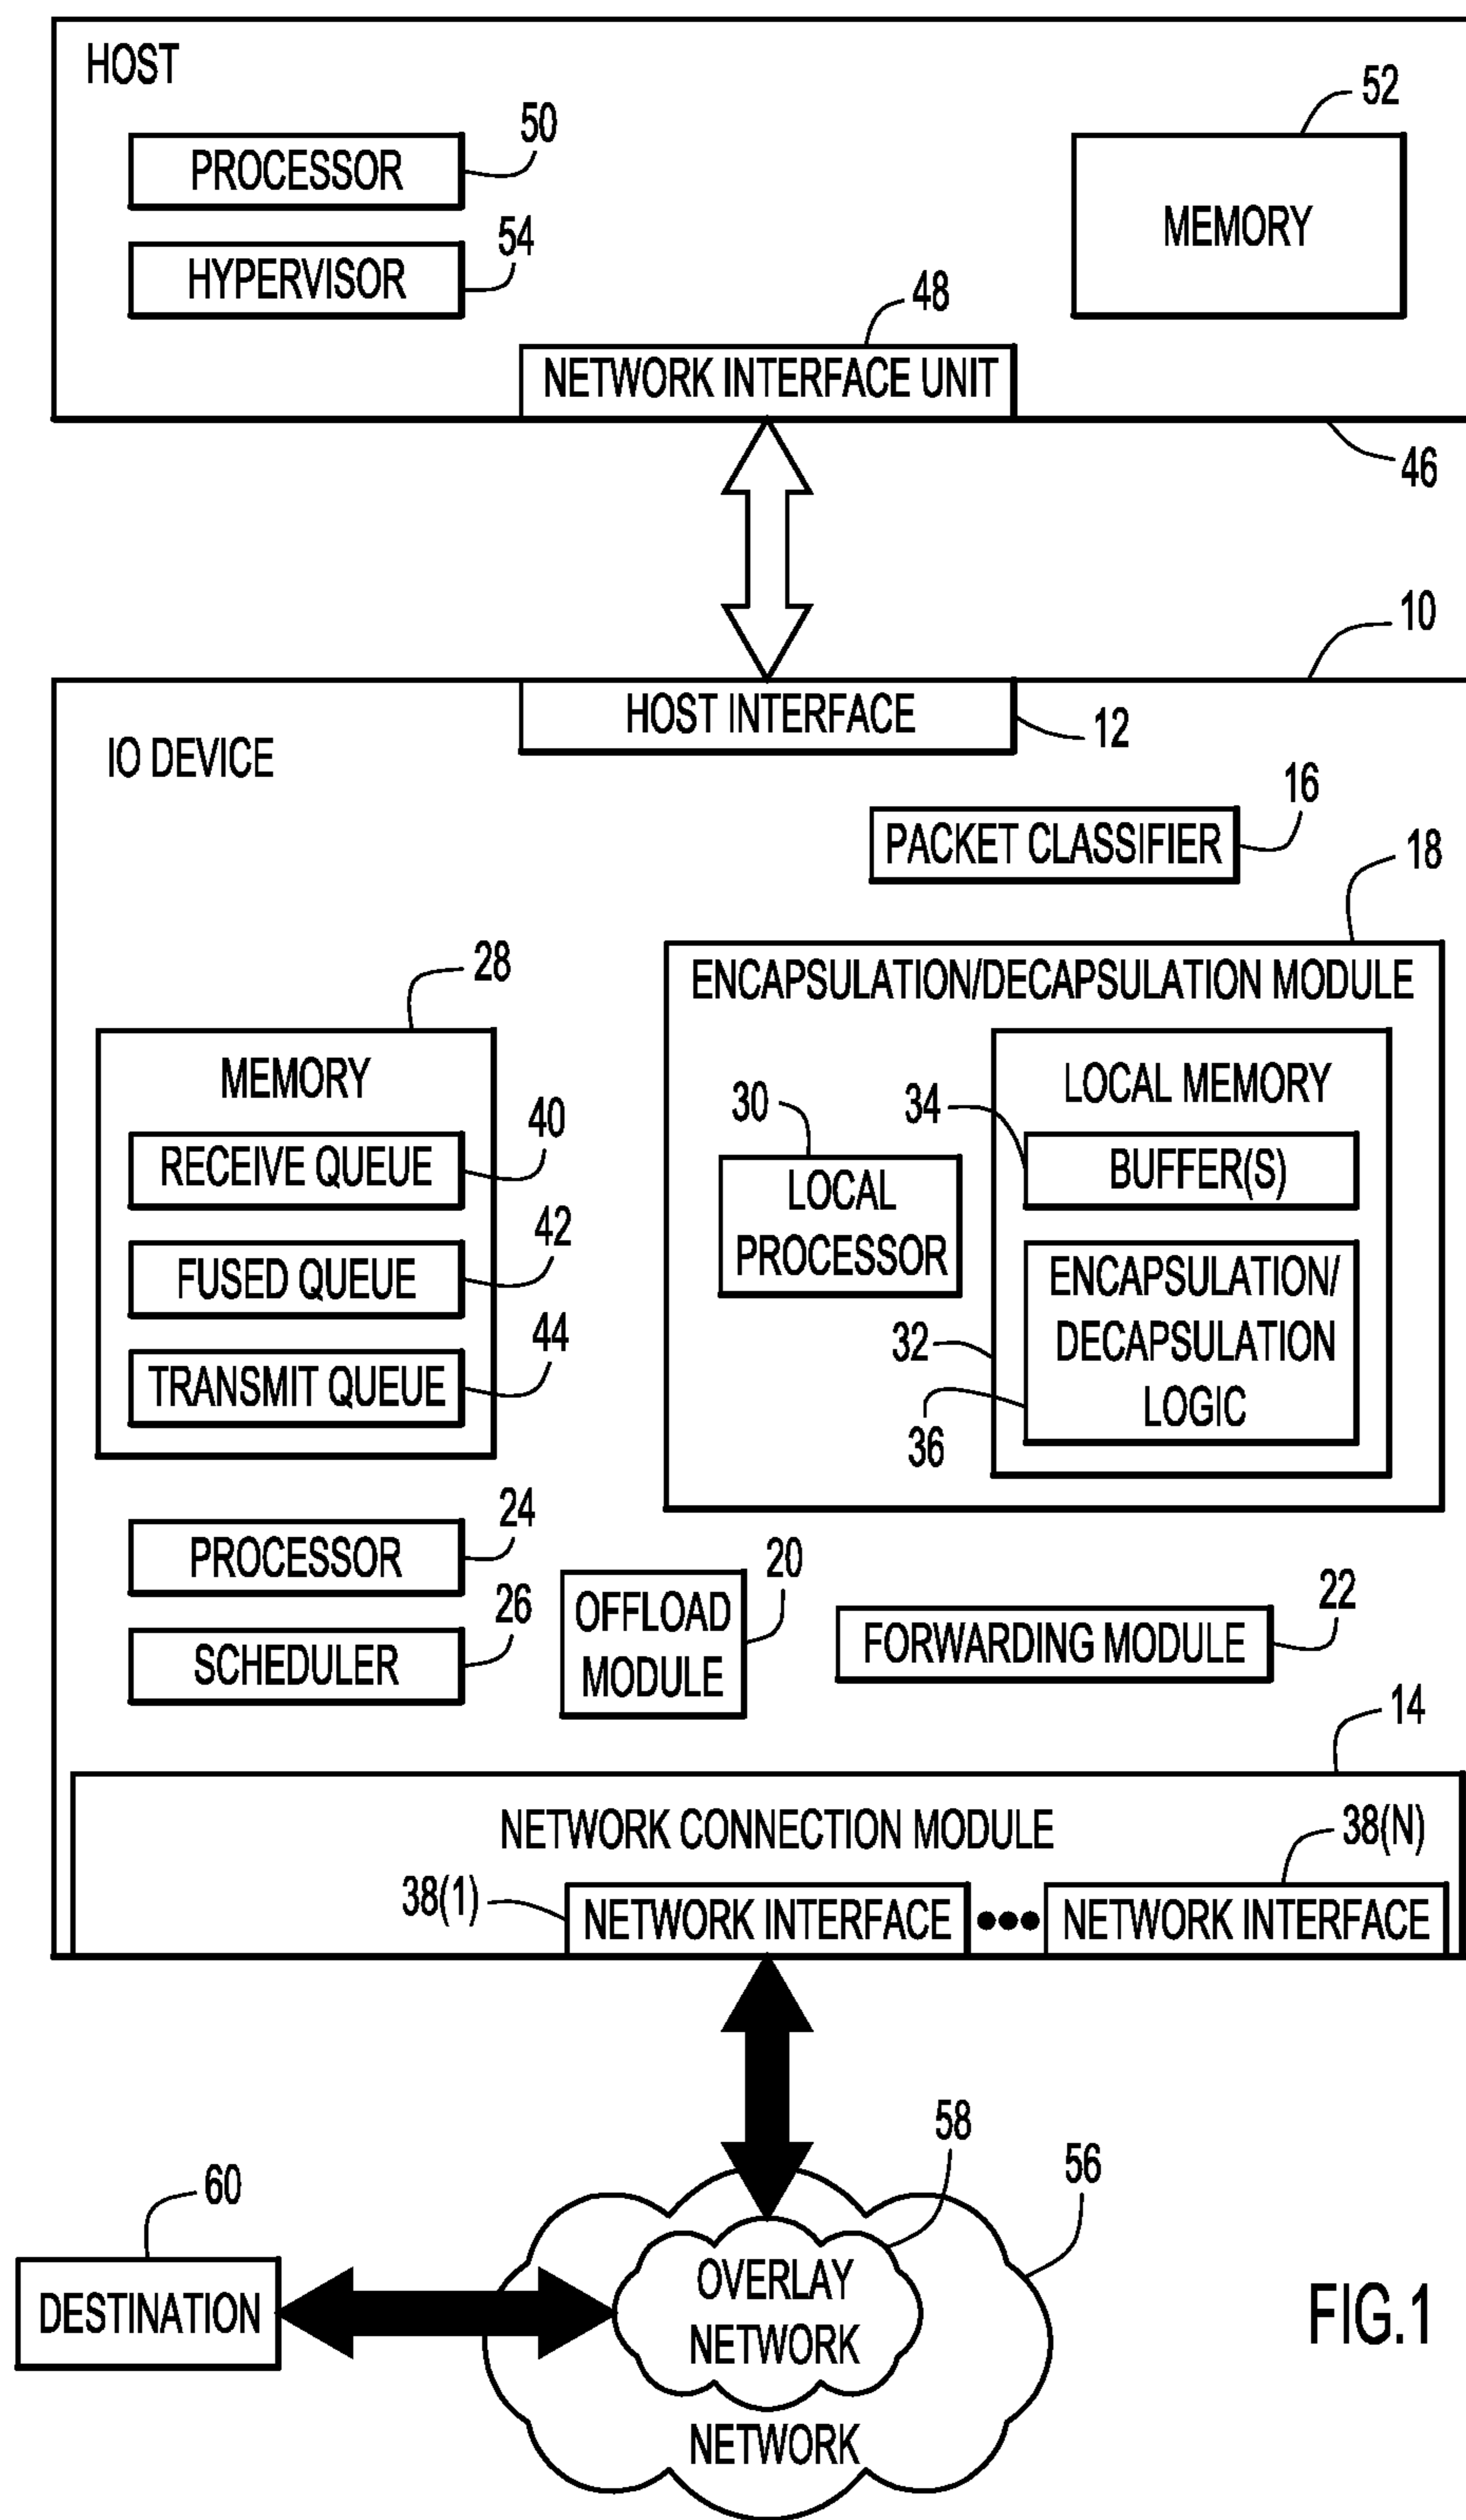 HOST
52
50
PROCESSOR
MEMORY
54
HYPERVISOR
48
NETWORK INTERFACE UNIT
46
10
HOST INTERFACE
12
IO DEVICE
16
PACKET CLASSIFIER
18
28
ENCAPSULATION/DECAPSULATION MODULE
MEMORY
LOCAL MEMORY
30
34
40
RECEIVE QUEUE
BUFFER(S)
LOCAL
PROCESSOR
42
FUSED QUEUE
ENCAPSULATION/
DECAPSULATION
LOGIC
44
32
TRANSMIT QUEUE
36
24
PROCESSOR
20
26
OFFLOAD
MODULE
22
FORWARDING MODULE
SCHEDULER
14
NETWORK CONNECTION MODULE
38(N)
38(1)
NETWORK INTERFACE
NETWORK INTERFACE
58
56
60
OVERLAY
NETWORK
DESTINATION
FIG.1
NETWORK